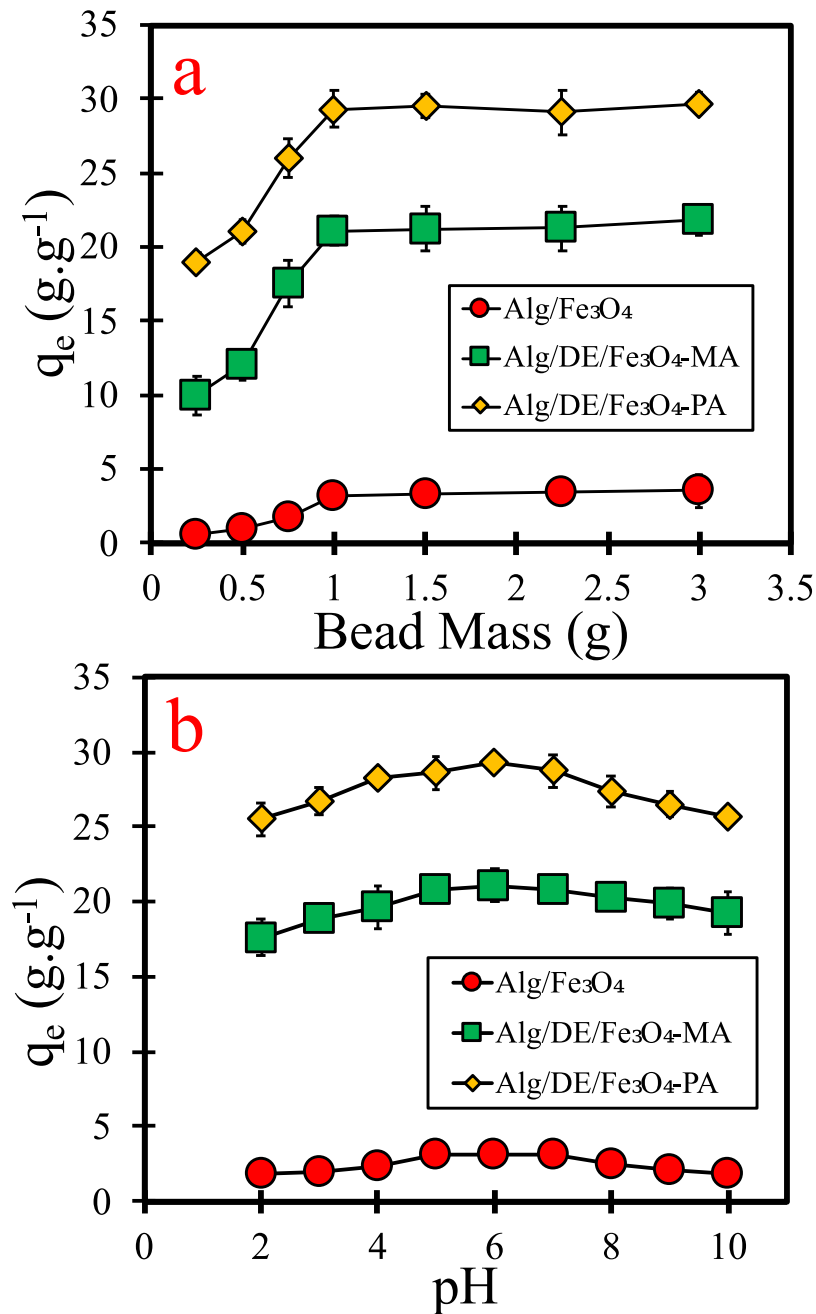 a
35
30
25
20
15
10
5
0
qₑ (g.g⁻¹)
Alg/Fe₃O₄
Alg/DE/Fe₃O₄-MA
Alg/DE/Fe₃O₄-PA
0 0.5 1 1.5 2 2.5 3 3.5
Bead Mass (g)
b
35
30
25
20
15
10
5
0
qₑ (g.g⁻¹)
Alg/Fe₃O₄
Alg/DE/Fe₃O₄-MA
Alg/DE/Fe₃O₄-PA
0 2 4 6 8 10
pH